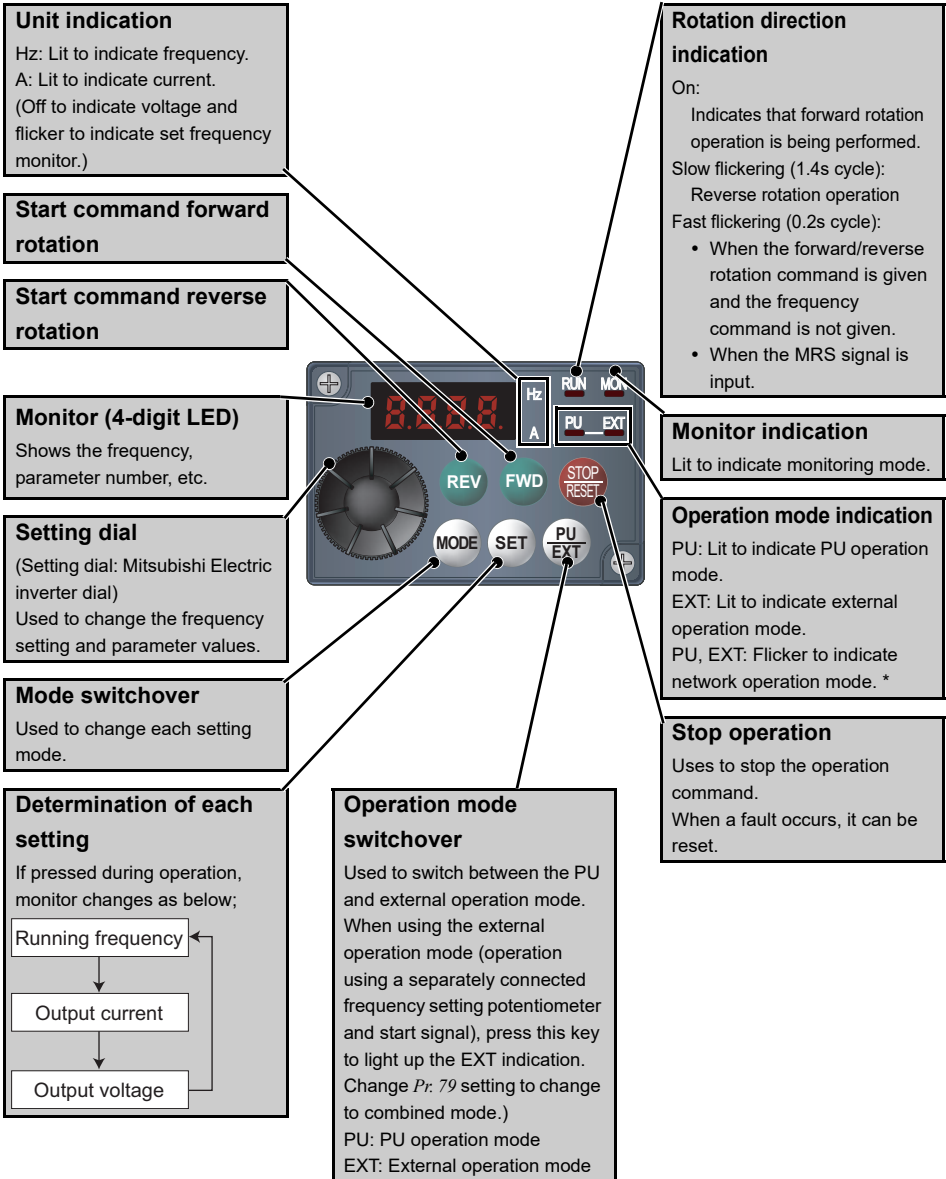 Unit indication
Hz: Lit to indicate frequency.
A: Lit to indicate current.
(Off to indicate voltage and
flicker to indicate set frequency
monitor.)
Start command forward
rotation
Start command reverse
rotation
Monitor (4-digit LED)
Shows the frequency,
parameter number, etc.
Setting dial
(Setting dial: Mitsubishi Electric
inverter dial)
Used to change the frequency
setting and parameter values.
Mode switchover
Used to change each setting
mode.
Determination of each
setting
If pressed during operation,
monitor changes as below;
Running frequency
Output current
Output voltage
8.8.8.8.
Hz
A
RUN MON
PU EXT
REV FWD STOP
RESET
MODE SET PU
EXT
Operation mode
switchover
Used to switch between the PU
and external operation mode.
When using the external
operation mode (operation
using a separately connected
frequency setting potentiometer
and start signal), press this key
to light up the EXT indication.
Change Pr. 79 setting to change
to combined mode.)
PU: PU operation mode
EXT: External operation mode
Rotation direction
indication
On:
Indicates that forward rotation
operation is being performed.
Slow flickering (1.4s cycle):
Reverse rotation operation
Fast flickering (0.2s cycle):
• When the forward/reverse
rotation command is given
and the frequency
command is not given.
• When the MRS signal is
input.
Monitor indication
Lit to indicate monitoring mode.
Operation mode indication
PU: Lit to indicate PU operation
mode.
EXT: Lit to indicate external
operation mode.
PU, EXT: Flicker to indicate
network operation mode. *
Stop operation
Uses to stop the operation
command.
When a fault occurs, it can be
reset.